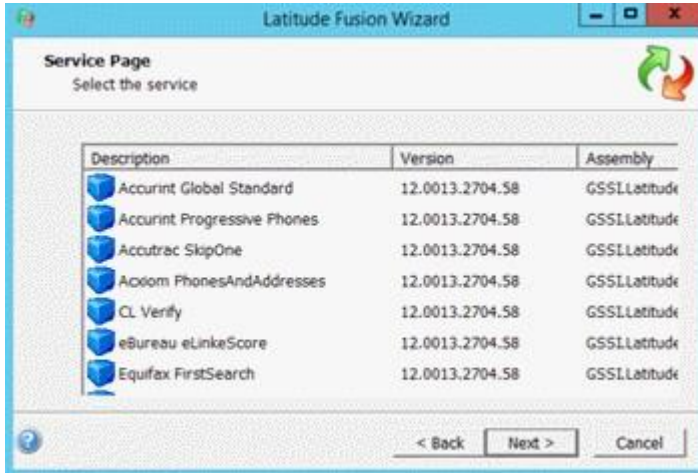 Latitude Fusion Wizard
Service Page
Select the service
Description Version Assembly
Accurint Global Standard 12.0013.2704.58 GSSI.Latitude
Accurint Progressive Phones 12.0013.2704.58 GSSI.Latitude
Accutrac SkipOne 12.0013.2704.58 GSSI.Latitude
Acxiom PhonesAndAddresses 12.0013.2704.58 GSSI.Latitude
CL Verify 12.0013.2704.58 GSSI.Latitude
eBureau eLinkeScore 12.0013.2704.58 GSSI.Latitude
Equifax FirstSearch 12.0013.2704.58 GSSI.Latitude
< Back Next > Cancel